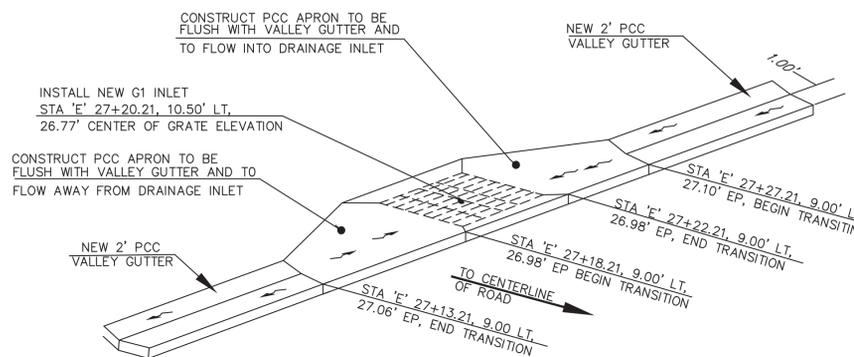 CONSTRUCT PCC APRON TO BE
FLUSH WITH VALLEY GUTTER AND
TO FLOW INTO DRAINAGE INLET
NEW 2' PCC
VALLEY GUTTER
1.00'
INSTALL NEW G1 INLET
STA 'E' 27+20.21, 10.50' LT,
26.77' CENTER OF GRATE ELEVATION
CONSTRUCT PCC APRON TO BE
FLUSH WITH VALLEY GUTTER AND TO
FLOW AWAY FROM DRAINAGE INLET
STA 'E' 27+27.21, 9.00'
27.10' EP, BEGIN TRANSITION
STA 'E' 27+22.21, 9.00' LT,
26.98' EP, END TRANSITION
STA 'E' 27+18.21, 9.00' LT,
26.98' EP BEGIN TRANSITION
NEW 2' PCC
VALLEY GUTTER
TO CENTERLINE
OF ROAD
STA 'E' 27+13.21, 9.00 LT,
27.06' EP, END TRANSITION